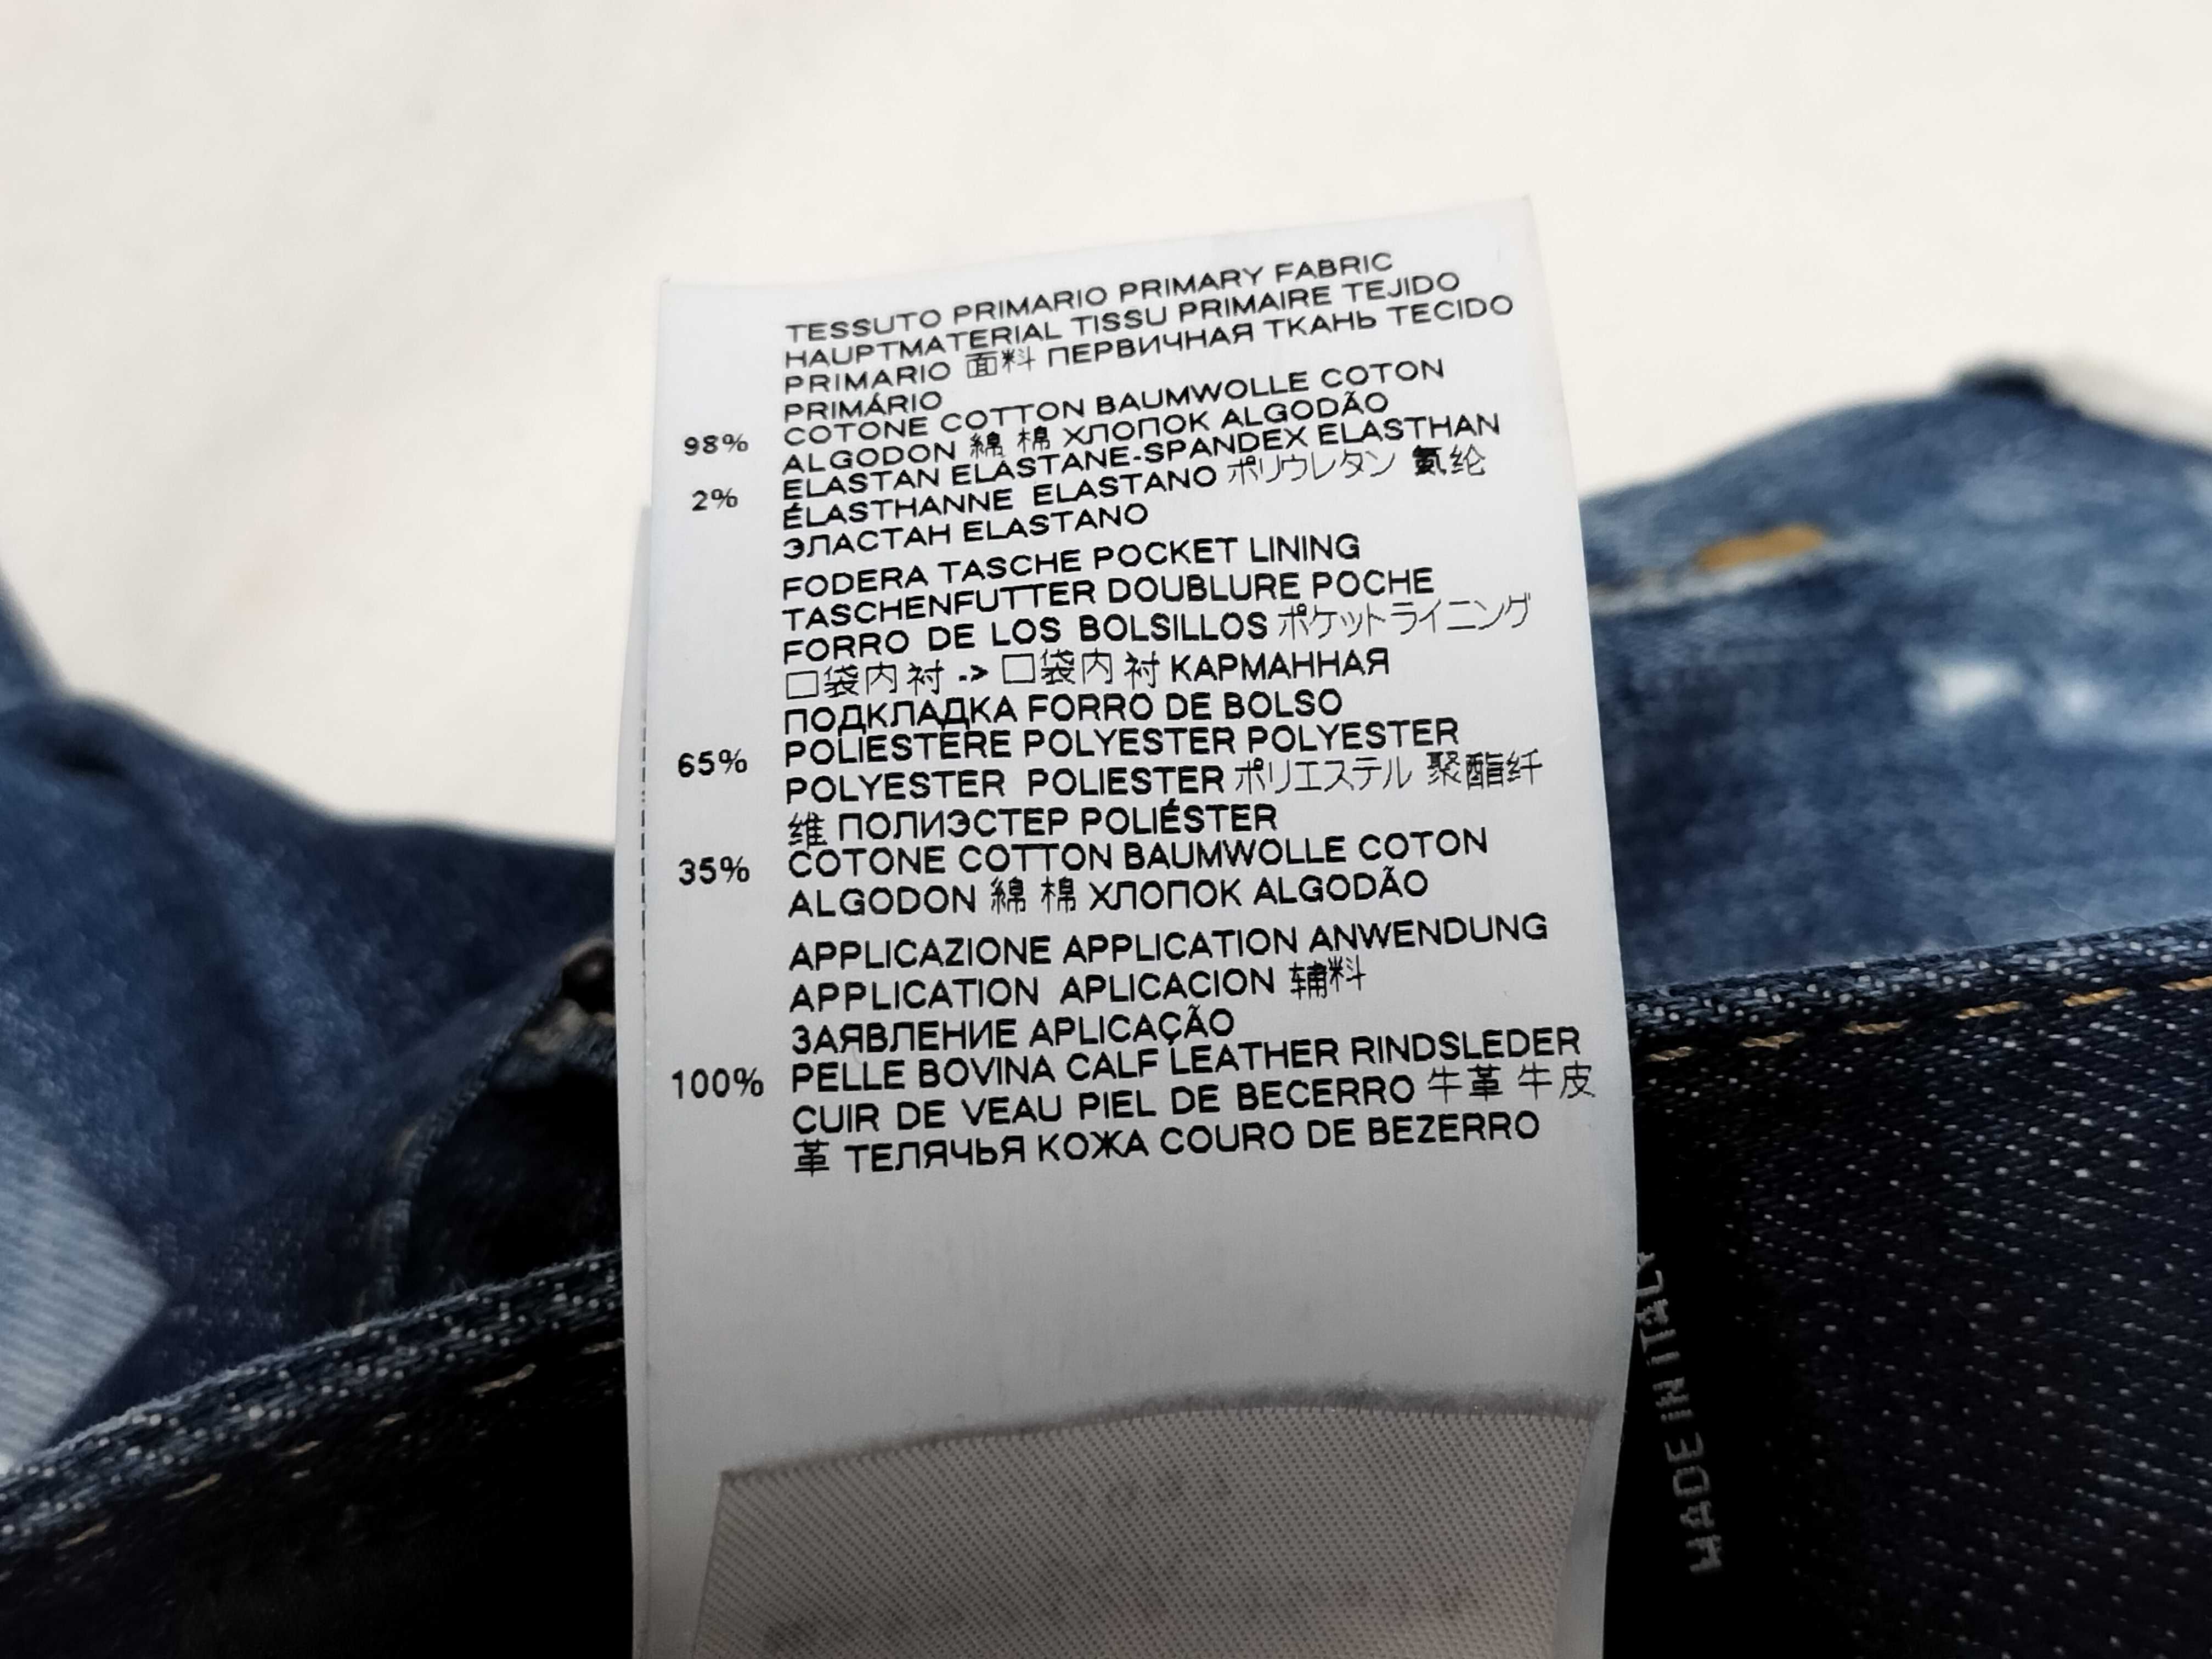 TESSUTO PRIMARIO PRIMARY FABRIC
HAUPTMATERIAL TISSU PRIMAIRE TEJIDO
PRIMARIO 面料 ПЕРВИЧНАЯ ТКАНЬ TECIDO
PRIMÁRIO
98% COTONE COTTON BAUMWOLLE COTON
ALGODON 綿 棉 ХЛОПОК ALGODÃO
2% ELASTAN ELASTANE-SPANDEX ELASTHAN
ÉLASTHANNE ELASTANO ポリウレタン 氨纶
ЭЛАСТАН ELASTANO
FODERA TASCHE POCKET LINING
TASCHENFUTTER DOUBLURE POCHE
FORRO DE LOS BOLSILLOS ポケットライニング
口袋内衬 -> 口袋内衬 КАРМАННАЯ
ПОДКЛАДКА FORRO DE BOLSO
65% POLIESTERE POLYESTER POLYESTER
POLYESTER POLIESTER ポリエステル 聚酯纤
维 ПОЛИЭСТЕР POLIÉSTER
35% COTONE COTTON BAUMWOLLE COTON
ALGODON 綿 棉 ХЛОПОК ALGODÃO
APPLICAZIONE APPLICATION ANWENDUNG
APPLICATION APLICACION 辅料
ЗАЯВЛЕНИЕ APLICAÇÃO
100% PELLE BOVINA CALF LEATHER RINDSLEDER
CUIR DE VEAU PIEL DE BECERRO 牛革 牛皮
革 ТЕЛЯЧЬЯ КОЖА COURO DE BEZERRO
MADE IN ITALY